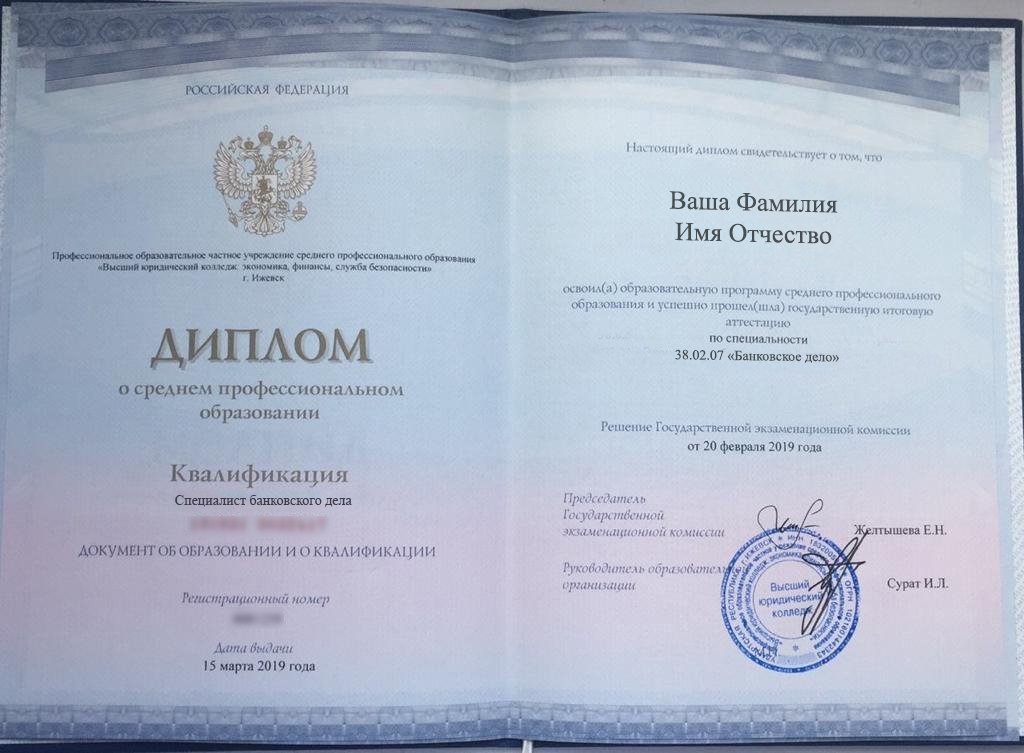 РОССИЙСКАЯ ФЕДЕРАЦИЯ
Профессиональное образовательное частное учреждение среднего профессионального образования
«Высший юридический колледж: экономика, финансы, служба безопасности»
г. Ижевск
ДИПЛОМ
о среднем профессиональном
образовании
Квалификация
Специалист банковского дела
ДОКУМЕНТ ОБ ОБРАЗОВАНИИ И О КВАЛИФИКАЦИИ
Регистрационный номер
Дата выдачи
15 марта 2019 года
Настоящий диплом свидетельствует о том, что
Ваша Фамилия
Имя Отчество
освоил(а) образовательную программу среднего профессионального
образования и успешно прошел(шла) государственную итоговую
аттестацию
по специальности
38.02.07 «Банковское дело»
Решение Государственной экзаменационной комиссии
от 20 февраля 2019 года
Председатель
Государственной
экзаменационной комиссии
Желтышева Е.Н.
Руководитель образователь
организации
Сурат И.Л.
Высший
юридический
колледж